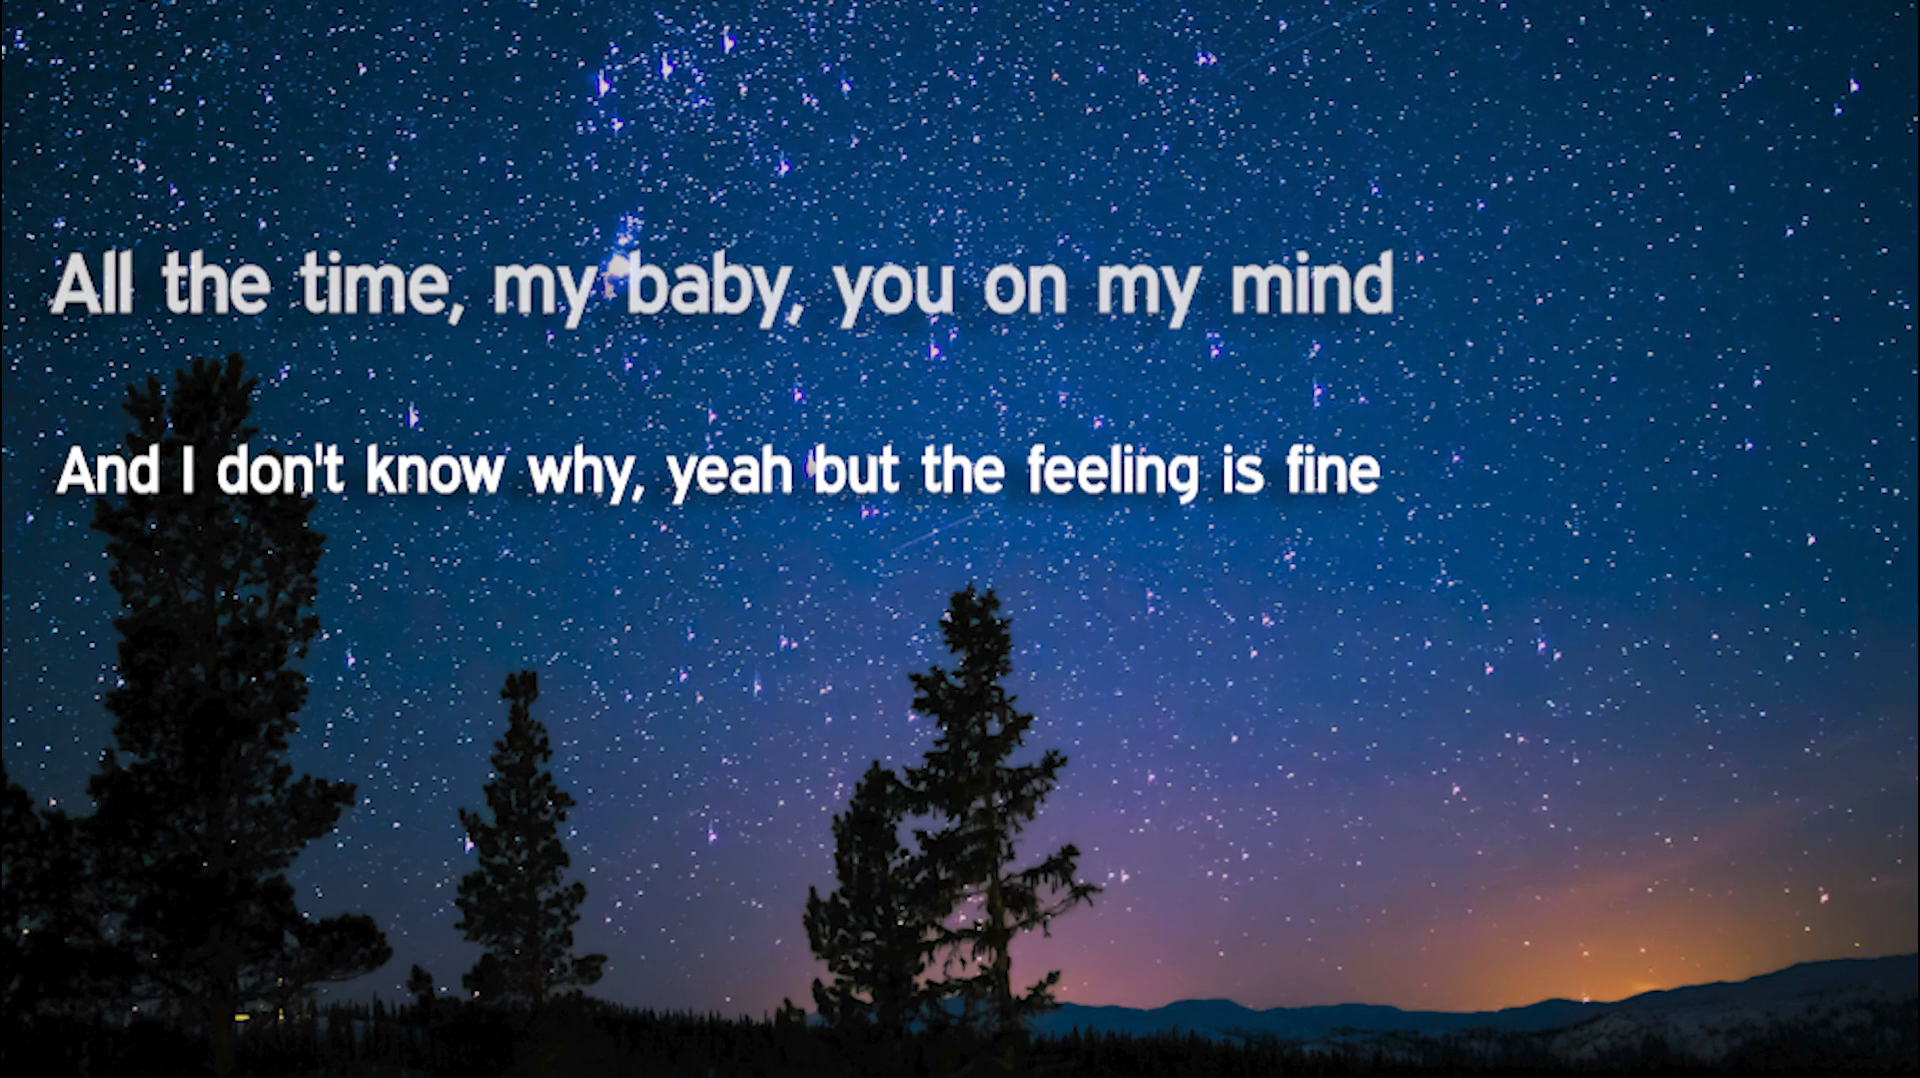 All the time, my baby, you on my mind
And I don't know why, yeah but the feeling is fine